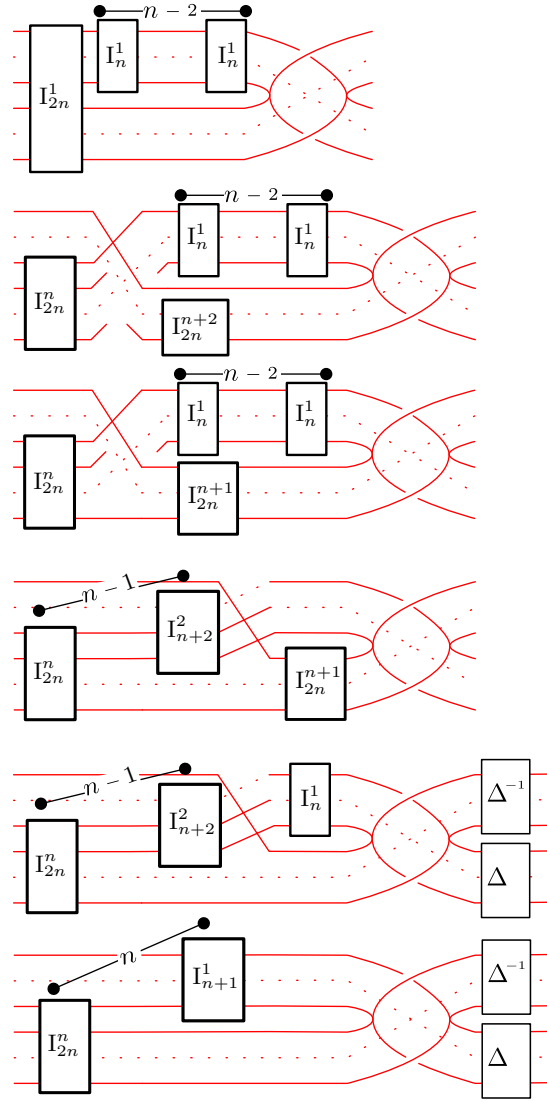 n − 2
I^1_{2n} I^1_n I^1_n
n − 2
I^n_{2n} I^1_n I^1_n
I^{n+2}_{2n}
n − 2
I^n_{2n} I^1_n I^1_n
I^{n+1}_{2n}
n − 1
I^n_{2n} I^2_{n+2} I^{n+1}_{2n}
n − 1
I^n_{2n} I^2_{n+2} I^1_n Δ^{−1}
Δ
n
I^n_{2n} I^1_{n+1} Δ^{−1}
Δ